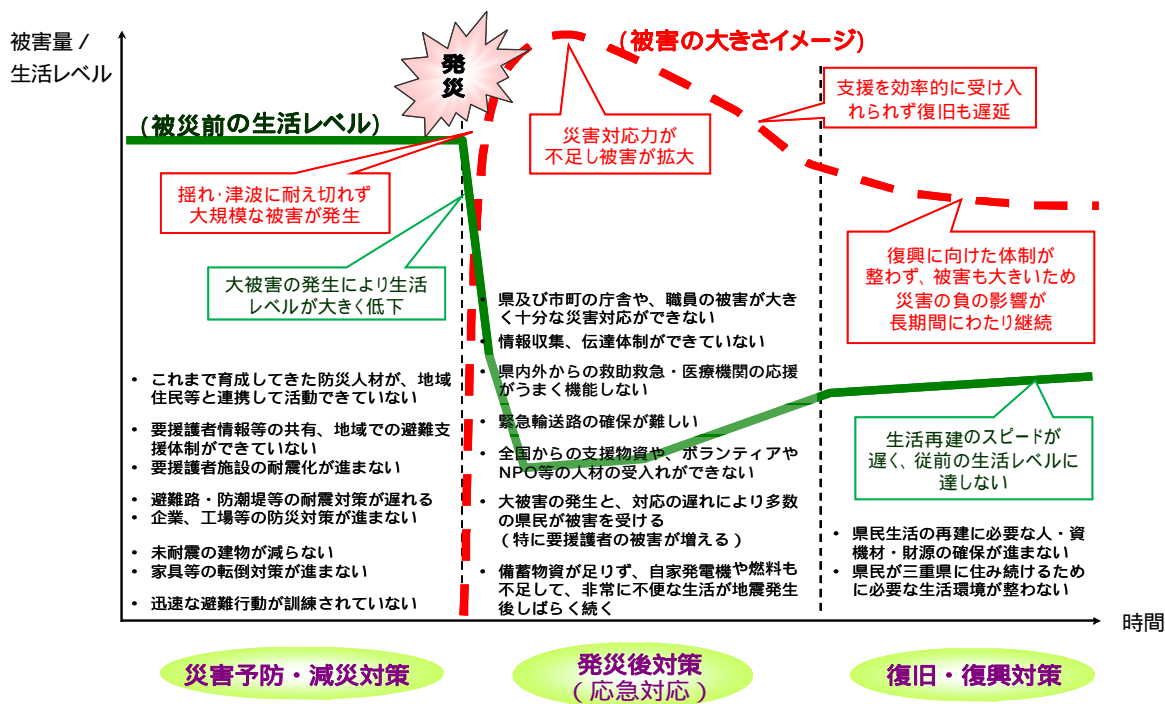 被害量 /
生活レベル
発
災
(被害の大きさイメージ)
(被災前の生活レベル)
支援を効率的に受け入
れられず復旧も遅延
災害対応力が
不足し被害が拡大
揺れ・津波に耐え切れず
大規模な被害が発生
大被害の発生により生活
レベルが大きく低下
復興に向けた体制が
整わず、被害も大きいため
災害の負の影響が
長期間にわたり継続
生活再建のスピードが
遅く、従前の生活レベルに
達しない
• これまで育成してきた防災人材が、地域
住民等と連携して活動できていない
• 要援護者情報等の共有、地域での避難支
援体制ができていない
• 要援護者施設の耐震化が進まない
• 避難路・防潮堤等の耐震対策が遅れる
• 企業、工場等の防災対策が進まない
• 未耐震の建物が減らない
• 家具等の転倒対策が進まない
• 迅速な避難行動が訓練されていない
• 県及び市町の庁舎や、職員の被害が大き
く十分な災害対応ができない
• 情報収集、伝達体制ができていない
• 県内外からの救助救急・医療機関の応援
がうまく機能しない
• 緊急輸送路の確保が難しい
• 全国からの支援物資や、ボランティアや
NPO等の人材の受入れができない
• 大被害の発生と、対応の遅れにより多数
の県民が被害を受ける
(特に要援護者の被害が増える)
• 備蓄物資が足りず、自家発電機や燃料も
不足して、非常に不便な生活が地震発生
後しばらく続く
• 県民生活の再建に必要な人・資
機材・財源の確保が進まない
• 県民が三重県に住み続けるため
に必要な生活環境が整わない
時間
災害予防・減災対策
発災後対策
(応急対応)
復旧・復興対策